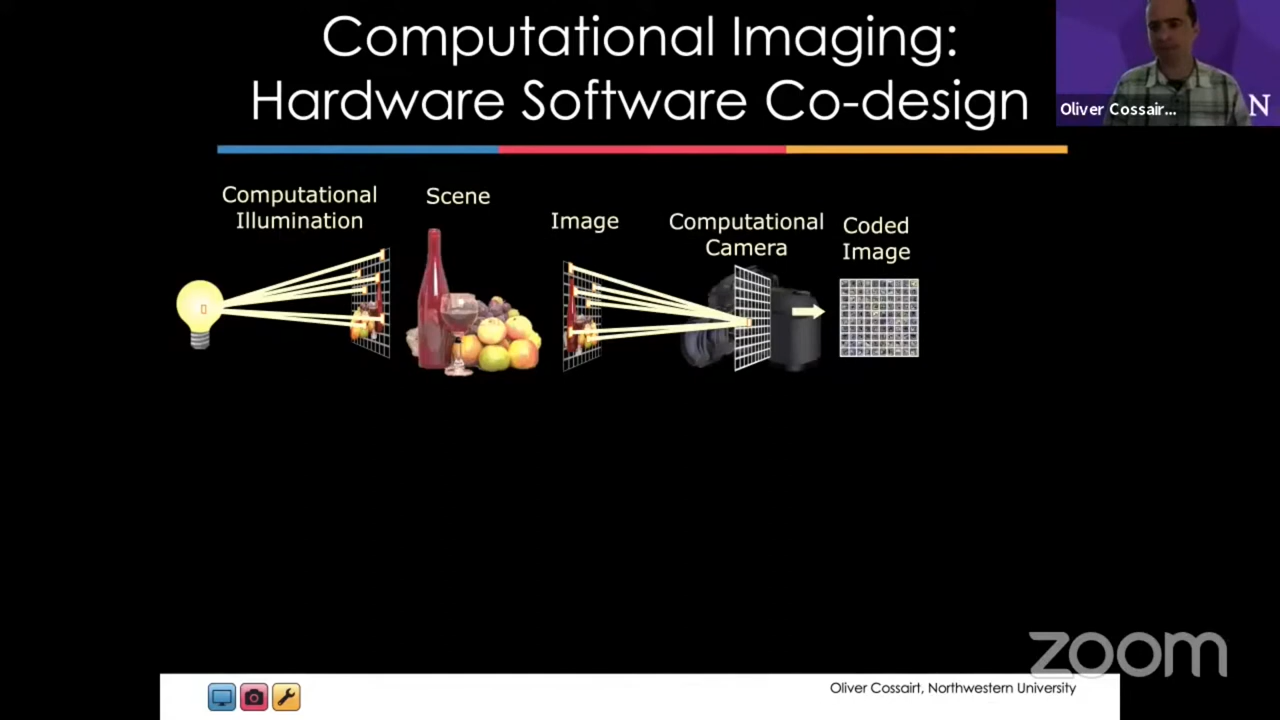 Computational Imaging:
Hardware Software Co-design
Oliver Cossair...
N
Computational
Illumination
Scene
Image
Computational
Camera
Coded
Image
zoom
Oliver Cossairt, Northwestern University